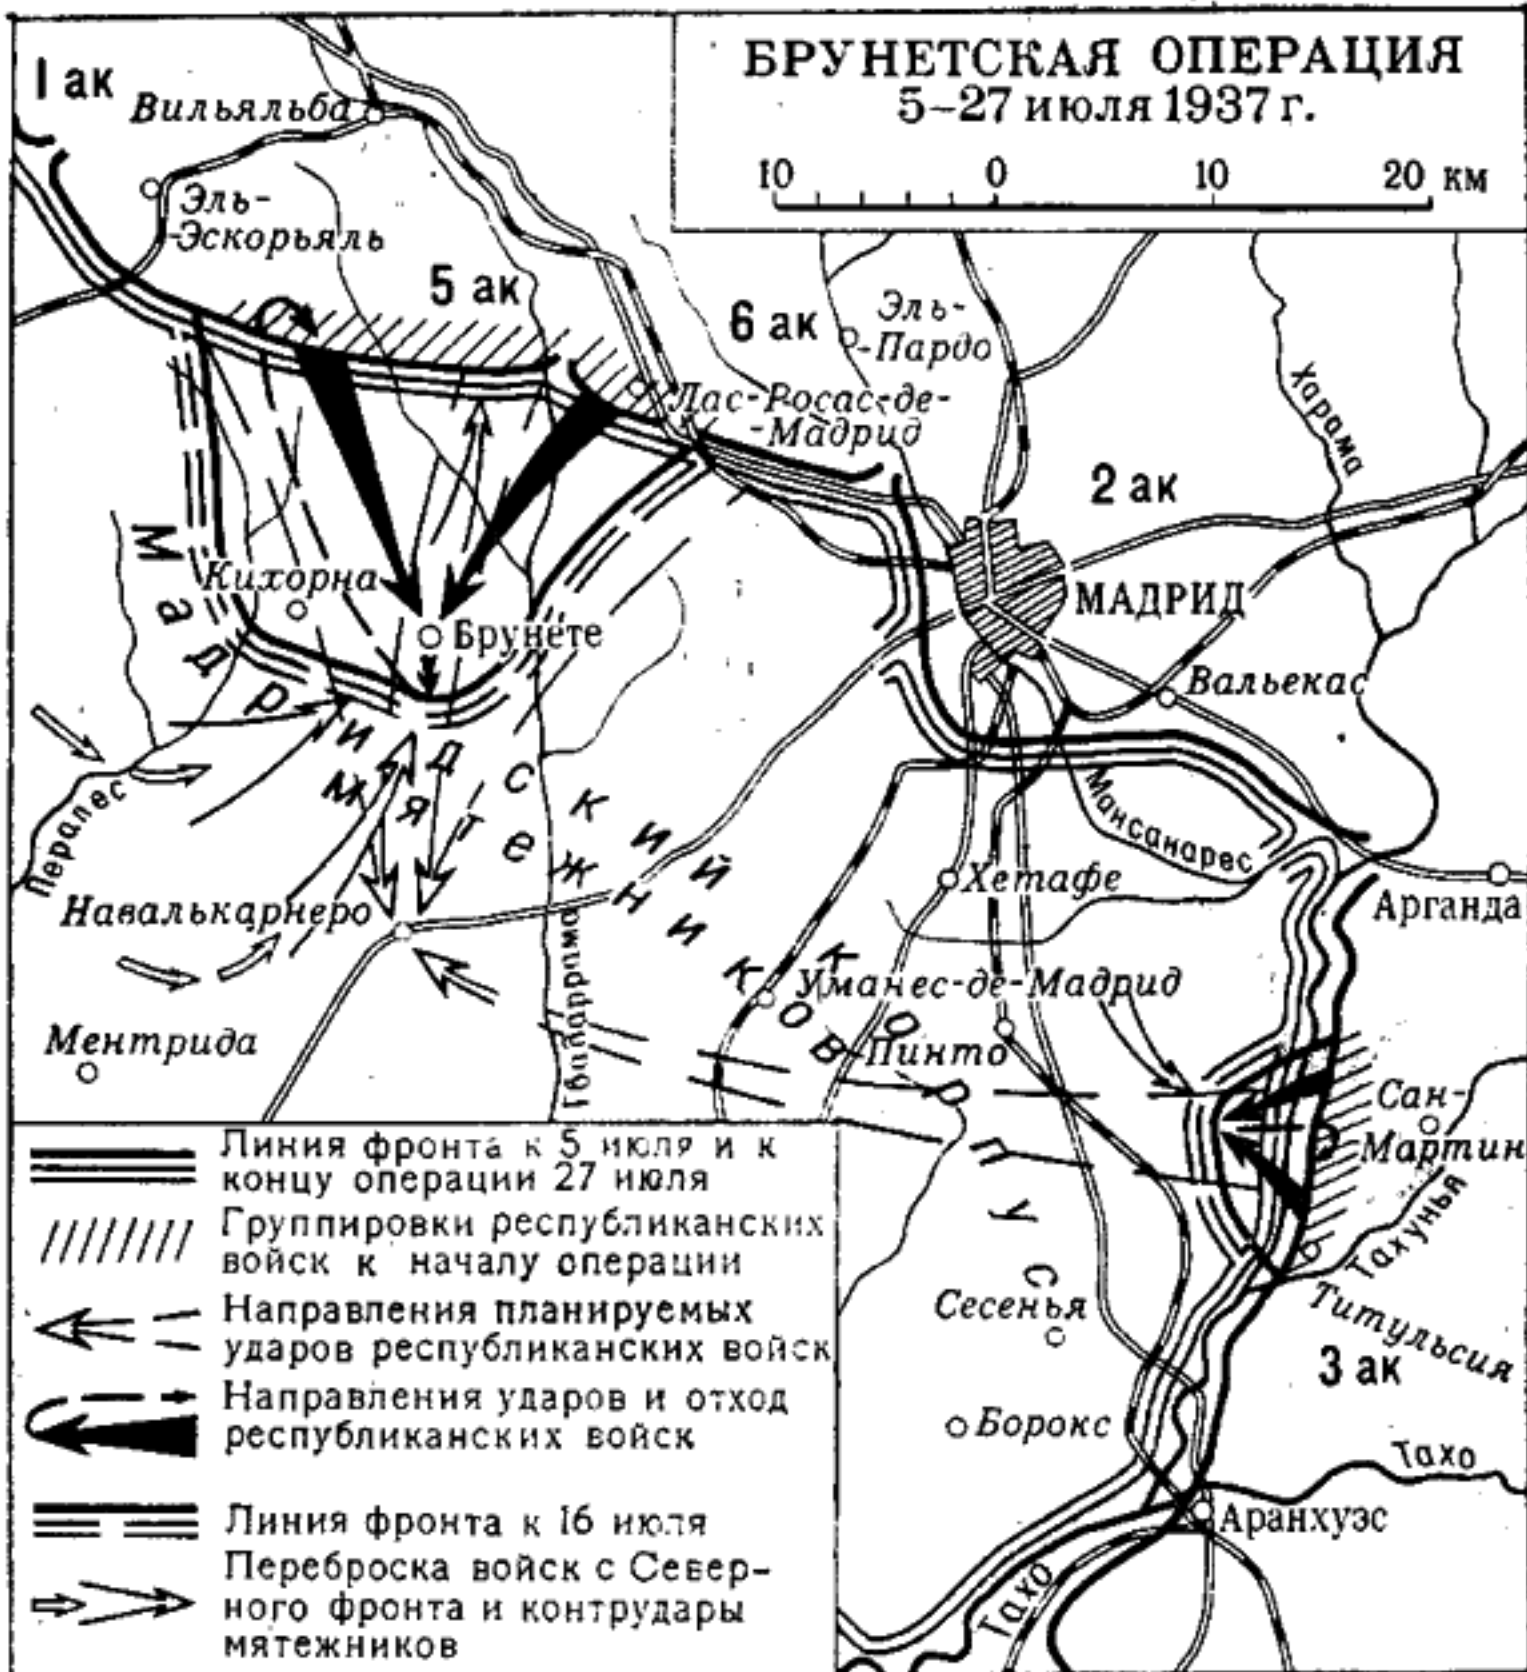 БРУНЕТСКАЯ ОПЕРАЦИЯ
5–27 июля 1937 г.
10 0 10 20 км
1 ак
Вильяльба
Эль-
-Эскорьяль
5 ак
6 ак
Эль-
-Пардо
Лас-Росас-де-
-Мадрид
Харама
2 ак
МАДРИД
Кихорна
Брунете
Вальекас
Мадридский корпус
мятежников
Перапес
Мансанарес
Навалькарнеро
Хетафе
Арганда
Гвадаррама
Уманес-де-Мадрид
Ментрида
Пинто
Сан-
-Мартин
Тахунья
Титульсия
Сесенья
3 ак
Борокс
Тахо
Аранхуэс
Тахо
Линия фронта к 5 июля и к
концу операции 27 июля
Группировки республиканских
войск к началу операции
Направления планируемых
ударов республиканских войск
Направления ударов и отход
республиканских войск
Линия фронта к 16 июля
Переброска войск с Север-
ного фронта и контрудары
мятежников